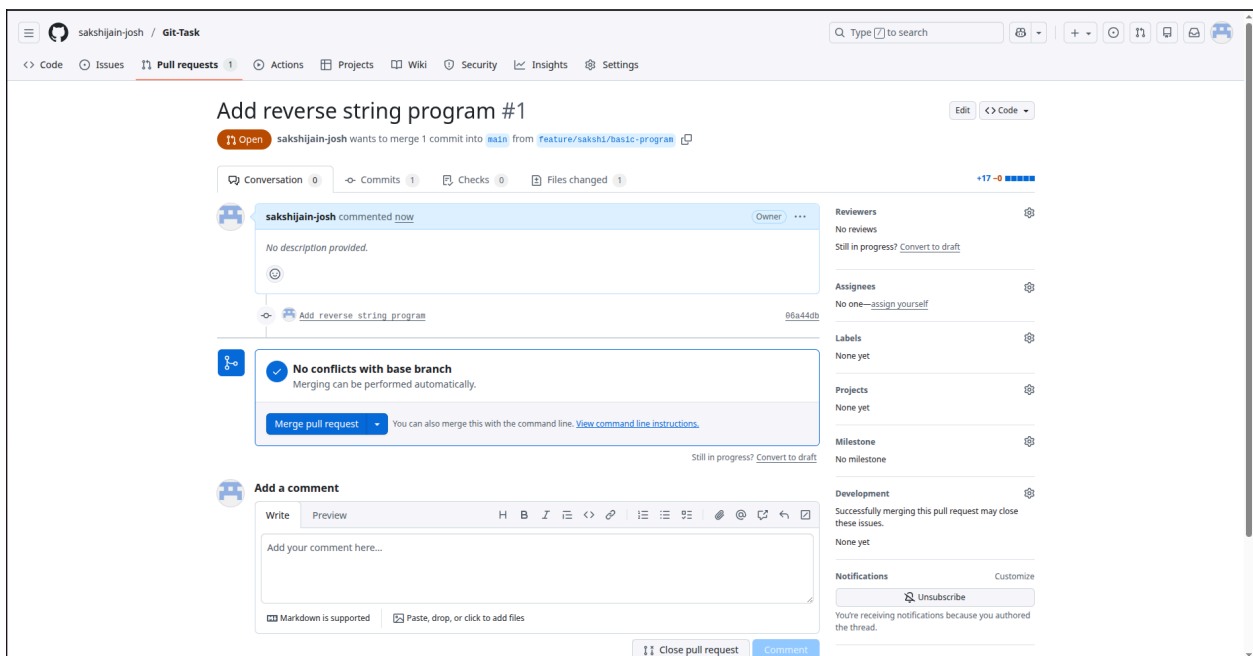 sakshijain-josh / Git-Task
Type / to search
Code Issues Pull requests 1 Actions Projects Wiki Security Insights Settings
Add reverse string program #1
Edit <> Code
Open sakshijain-josh wants to merge 1 commit into main from feature/sakshi/basic-program
Conversation 0 Commits 1 Checks 0 Files changed 1
+17 −0
sakshijain-josh commented now Owner
No description provided.
Add reverse string program 06a44db
No conflicts with base branch
Merging can be performed automatically.
Merge pull request You can also merge this with the command line. View command line instructions.
Still in progress? Convert to draft
Add a comment
Write Preview
H B I
Add your comment here...
Markdown is supported Paste, drop, or click to add files
Close pull request Comment
Reviewers
No reviews
Still in progress? Convert to draft
Assignees
No one—assign yourself
Labels
None yet
Projects
None yet
Milestone
No milestone
Development
Successfully merging this pull request may close
these issues.
None yet
Notifications Customize
Unsubscribe
You're receiving notifications because you authored
the thread.